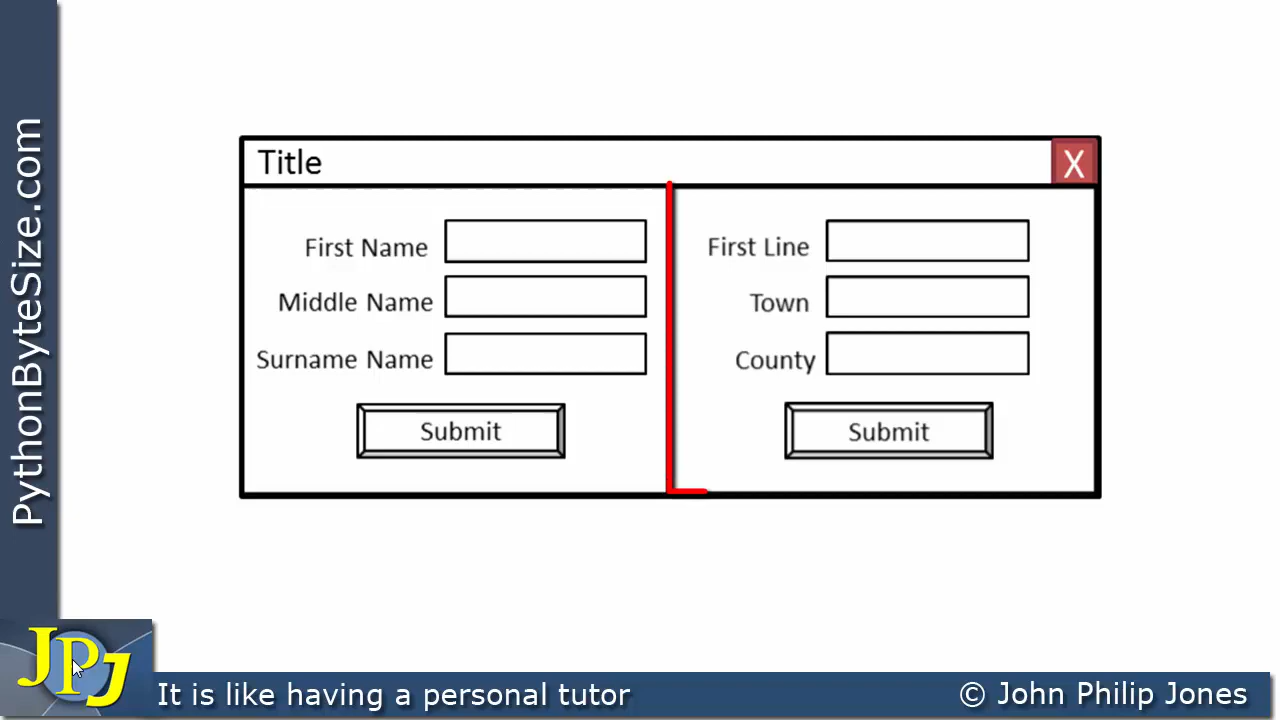 PythonByteSize.com
Title
X
First Name
Middle Name
Surname Name
Submit
First Line
Town
County
Submit
JPJ
It is like having a personal tutor
© John Philip Jones